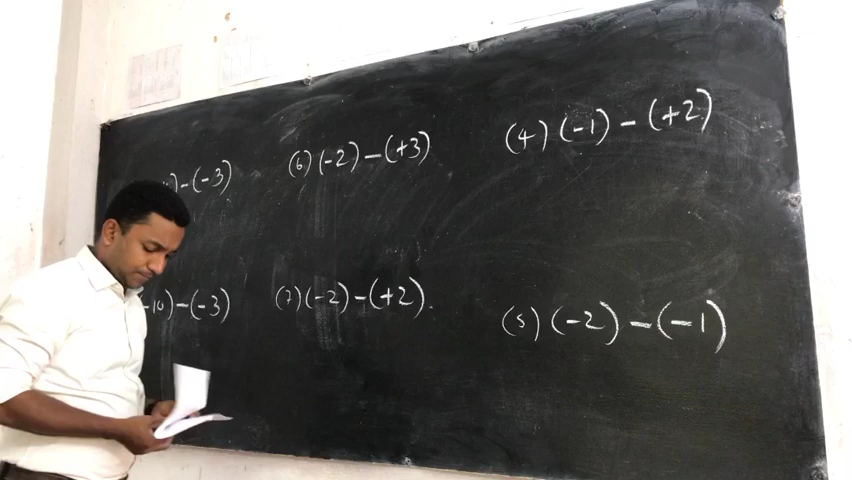 )-(-3)
(6) (-2) - (+3)
(4) (-1) - (+2)
-10) - (-3)
(7) (-2) - (+2).
(5) (-2) - (-1)